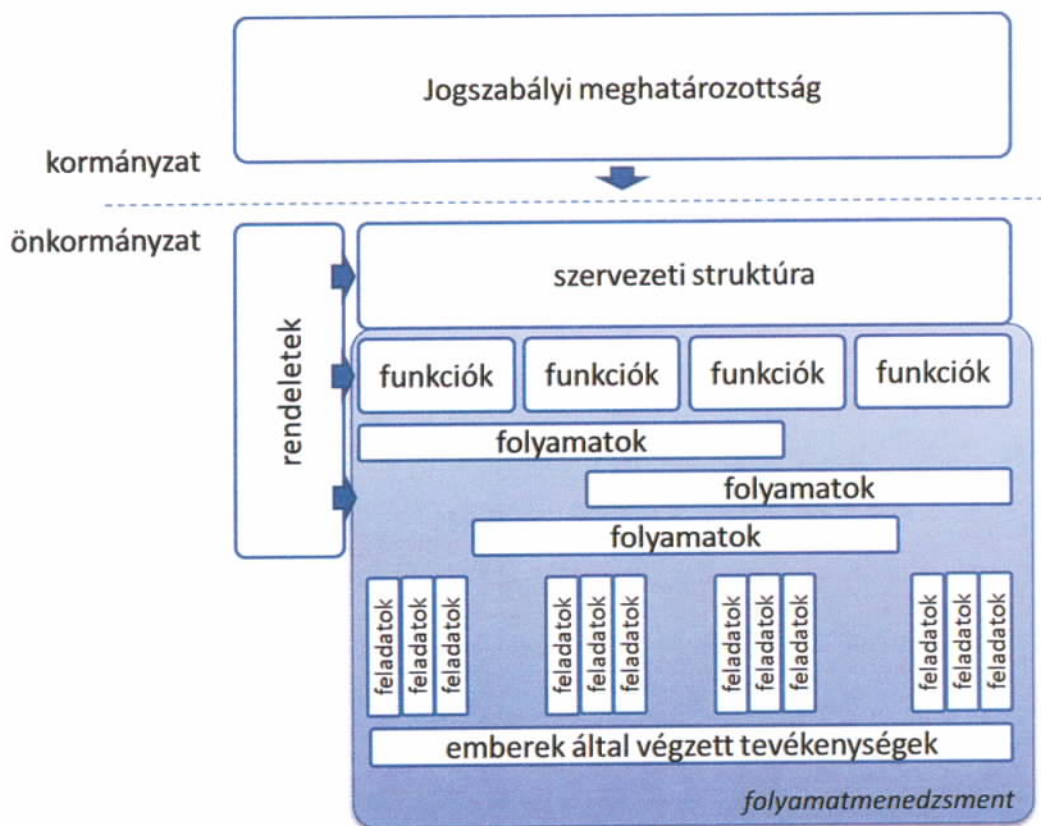 Jogszabályi meghatározottság
kormányzat
önkormányzat
rendeletek
szervezeti struktúra
funkciók
funkciók
funkciók
funkciók
folyamatok
folyamatok
folyamatok
feladatok
feladatok
feladatok
feladatok
feladatok
feladatok
feladatok
feladatok
feladatok
feladatok
feladatok
feladatok
emberek által végzett tevékenységek
folyamatmenedzsment